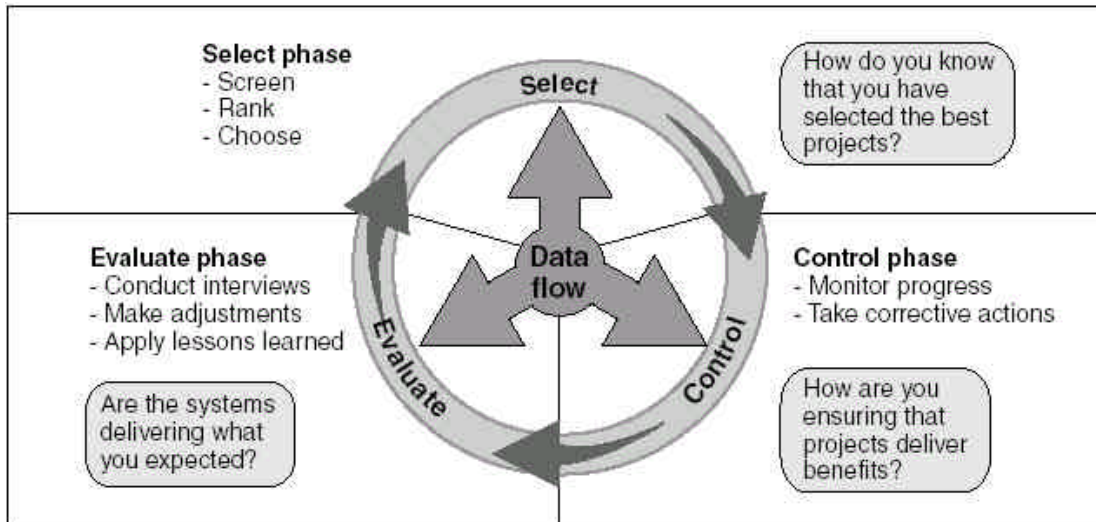 Select phase
- Screen
- Rank
- Choose
Select
How do you know
that you have
selected the best
projects?
Evaluate phase
- Conduct interviews
- Make adjustments
- Apply lessons learned
Data
flow
Control phase
- Monitor progress
- Take corrective actions
Evaluate
Control
Are the systems
delivering what
you expected?
How are you
ensuring that
projects deliver
benefits?